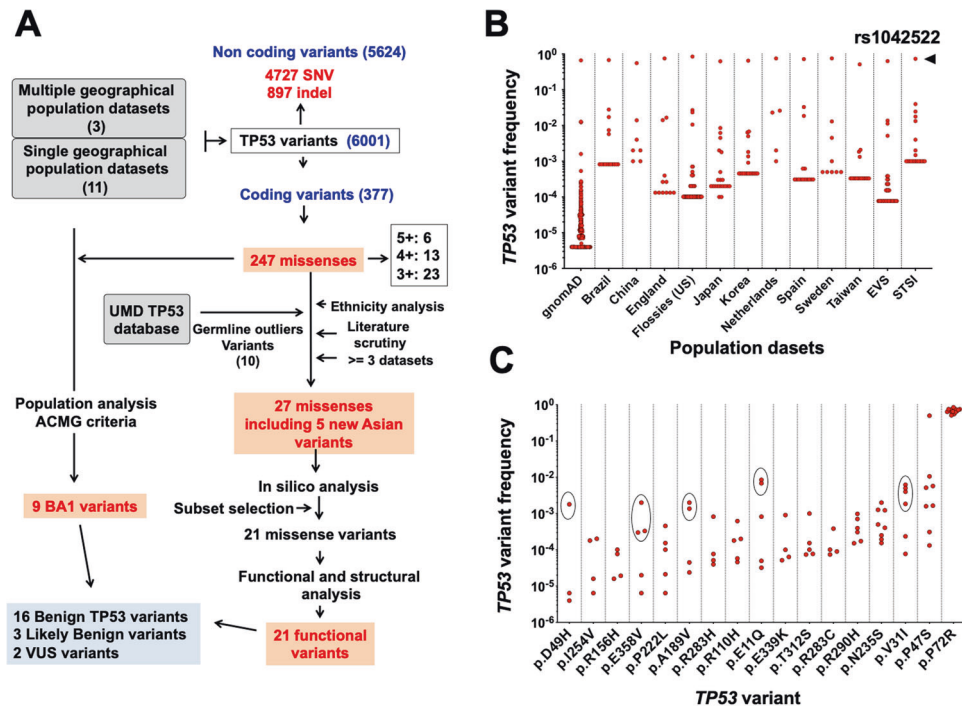 A
Non coding variants (5624)
4727 SNV
897 indel
Multiple geographical
population datasets
(3)
Single geographical
population datasets
(11)
TP53 variants (6001)
Coding variants (377)
247 missenses
5+: 6
4+: 13
3+: 23
UMD TP53
database
Germline outliers
Variants
(10)
Ethnicity analysis
Literature
scrutiny
>= 3 datasets
27 missenses
including 5 new Asian
variants
Population analysis
ACMG criteria
In silico analysis
Subset selection
9 BA1 variants
21 missense variants
Functional and structural
analysis
16 Benign TP53 variants
3 Likely Benign variants
2 VUS variants
21 functional
variants
B
rs1042522
TP53 variant frequency
10⁰
10⁻¹
10⁻²
10⁻³
10⁻⁴
10⁻⁵
10⁻⁶
gnomAD
Brazil
China
England
Flossies (US)
Japan
Korea
Netherlands
Spain
Sweden
Taiwan
EVS
STSI
Population dasets
C
TP53 variant frequency
10⁰
10⁻¹
10⁻²
10⁻³
10⁻⁴
10⁻⁵
10⁻⁶
p.D49H
p.I254V
p.R156H
p.E358V
p.P222L
p.A189V
p.R283H
p.R110H
p.E11Q
p.E339K
p.T312S
p.R283C
p.R290H
p.N235S
p.V31I
p.P47S
p.P72R
TP53 variant